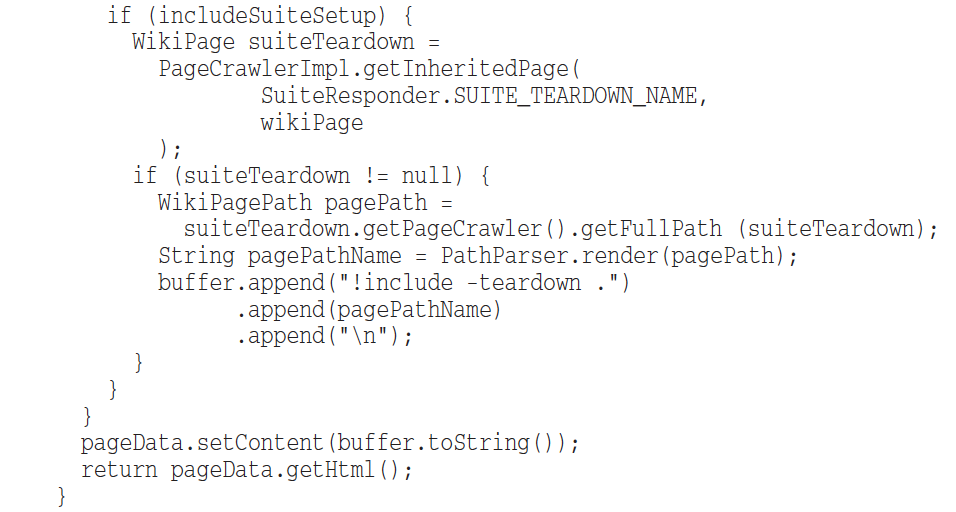 if (includeSuiteSetup) {
WikiPage suiteTeardown =
PageCrawlerImpl.getInheritedPage(
SuiteResponder.SUITE_TEARDOWN_NAME,
wikiPage
);
if (suiteTeardown != null) {
WikiPagePath pagePath =
suiteTeardown.getPageCrawler().getFullPath (suiteTeardown);
String pagePathName = PathParser.render(pagePath);
buffer.append("!include -teardown .")
.append(pagePathName)
.append("\n");
}
}
}
pageData.setContent(buffer.toString());
return pageData.getHtml();
}